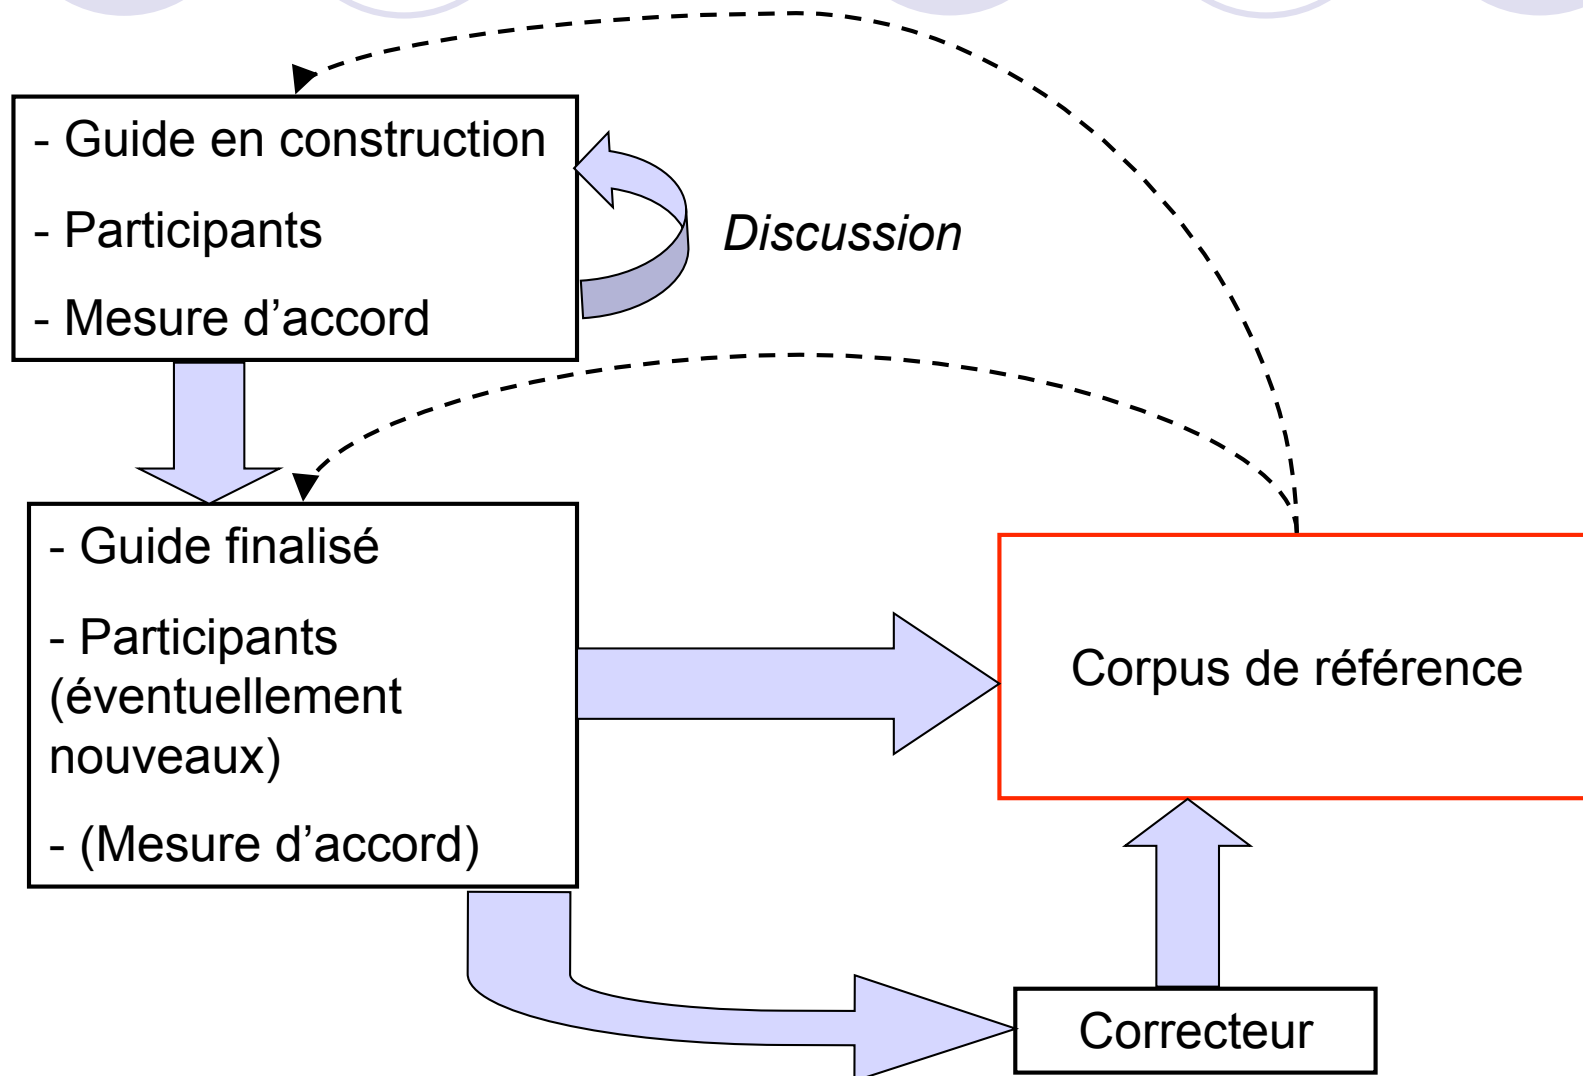 - Guide en construction
- Participants
- Mesure d’accord
Discussion
- Guide finalisé
- Participants
(éventuellement
nouveaux)
- (Mesure d’accord)
Corpus de référence
Correcteur